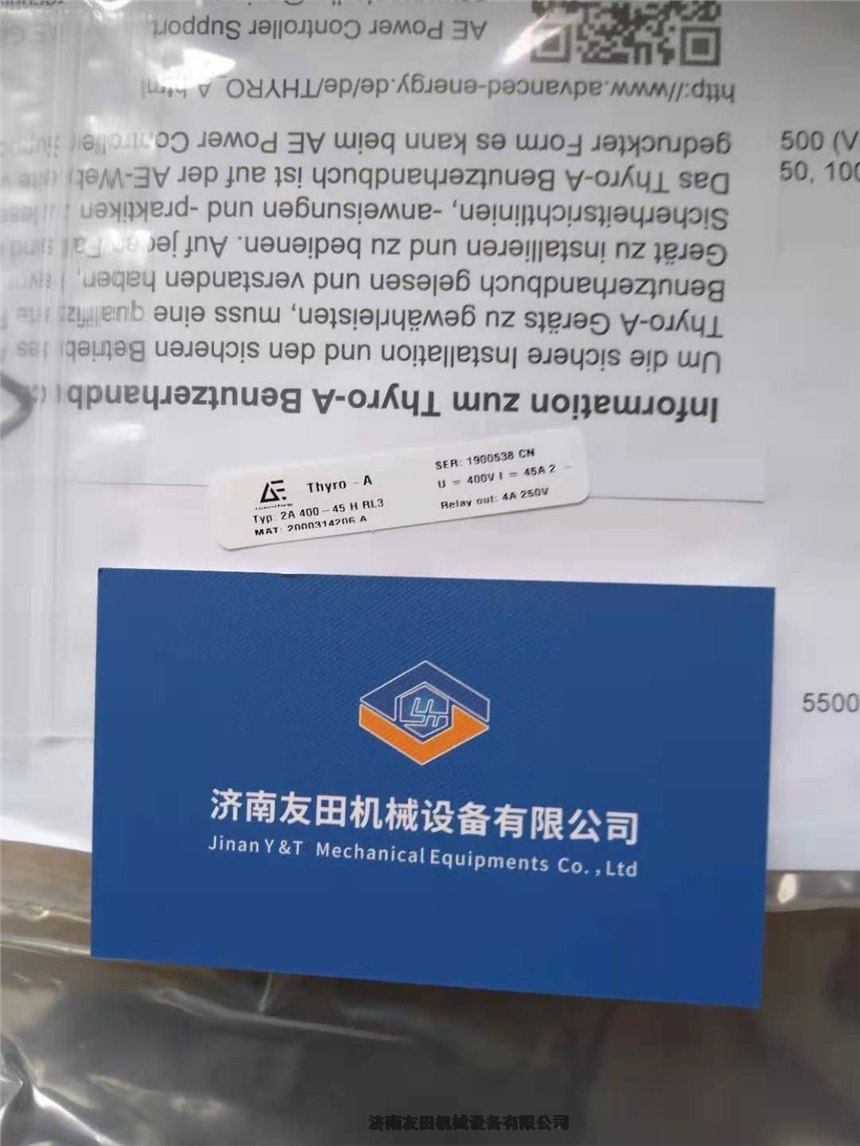 Information zum Thyro-A Benutzerhandbuch
Um die sichere Installation und den sicheren Betrieb des
Thyro-A Geräts zu gewährleisten, muss eine
Benutzerhandbuch gelesen und verstanden haben,
Gerät zu installieren und zu bedienen. Auf jeden Fall sind
Sicherheitsrichtlinien, -anweisungen und -praktiken
Das Thyro-A Benutzerhandbuch ist auf der AE-Website
gedruckter Form es kann beim AE Power Controller
http://www.advanced-energy.de/de/THYRO_A.html
AE Power Controller Support
500 (V
50, 100
5500
AE Thyro - A
Typ: 2A 400-45 H RL3
MAT: 2000314206 A
SER: 1900538 CN
U = 400V I = 45A 2 -
Relay out: 4A 250V
YT
济南友田机械设备有限公司
Jinan Y&T Mechanical Equipments Co.,Ltd
济南友田机械设备有限公司